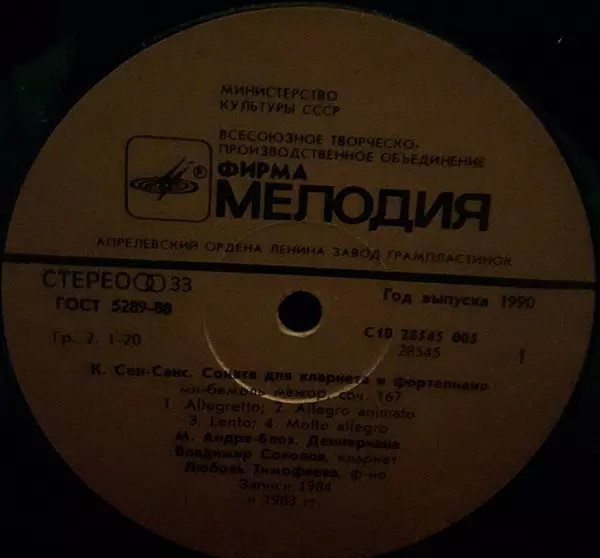 МИНИСТЕРСТВО
КУЛЬТУРЫ СССР
ВСЕСОЮЗНОЕ ТВОРЧЕСКО-
ПРОИЗВОДСТВЕННОЕ ОБЪЕДИНЕНИЕ
®
ФИРМА
МЕЛОДИЯ
АПРЕЛЕВСКИЙ ОРДЕНА ЛЕНИНА ЗАВОД ГРАМПЛАСТИНОК
СТЕРЕО 33
ГОСТ 5289-88
Год выпуска 1990
Гр. 2. 1-20
С10 28545 005
28545
1
К. Сен-Санс. Соната для кларнета и фортепиано
ми-бемоль мажор, соч. 167
1. Allegretto; 2. Allegro animato
3. Lento; 4. Molto allegro
М. Андре-Блох. Деннериана
Владимир Соколов, кларнет
Любовь Тимофеева, ф-но
Записи 1984
и 1983 гг